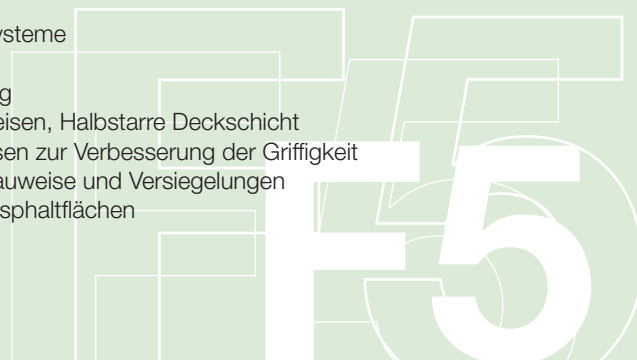 ysteme
g
eisen, Halbstarre Deckschicht
sen zur Verbesserung der Griffigkeit
auweise und Versiegelungen
sphaltflächen
F5